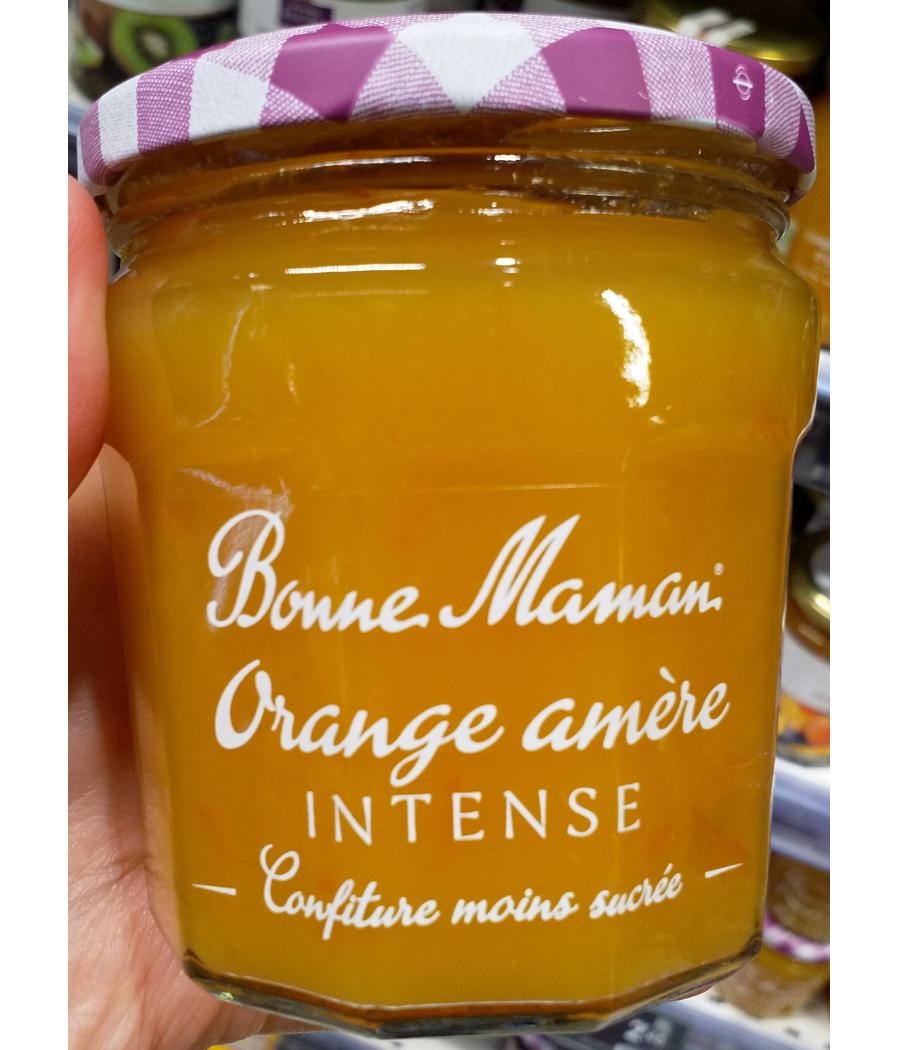 Bonne Maman®
Orange amère
INTENSE
Confiture moins sucrée